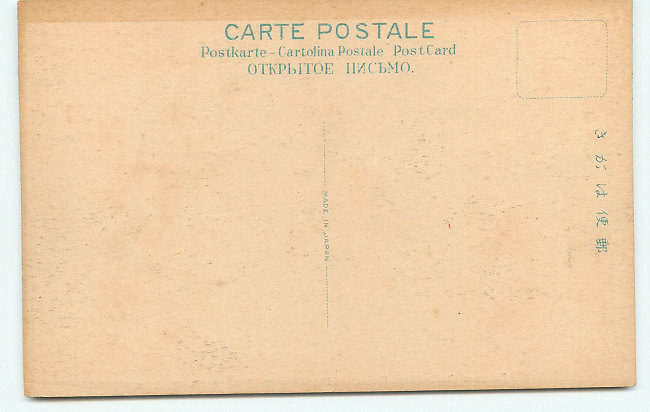 CARTE POSTALE
Postkarte – Cartolina Postale Post Card
ОТКРЫТОЕ ПИСЬМО.
MADE IN JAPAN
きがは便郵